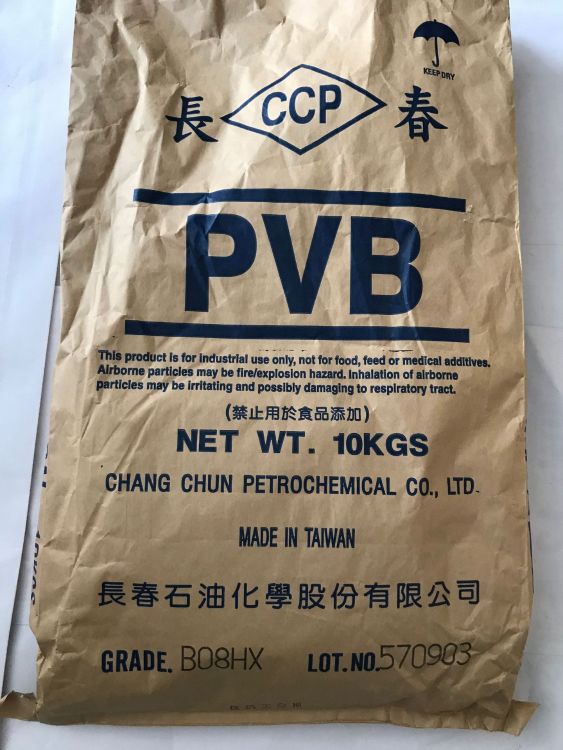 KEEP DRY
長 CCP 春
PVB
This product is for industrial use only, not for food, feed or medical additives.
Airborne particles may be fire/explosion hazard. Inhalation of airborne
particles may be irritating and possibly damaging to respiratory tract.
(禁止用於食品添加)
NET WT. 10KGS
CHANG CHUN PETROCHEMICAL CO., LTD.
MADE IN TAIWAN
長春石油化學股份有限公司
GRADE. B08HX LOT.NO.570903